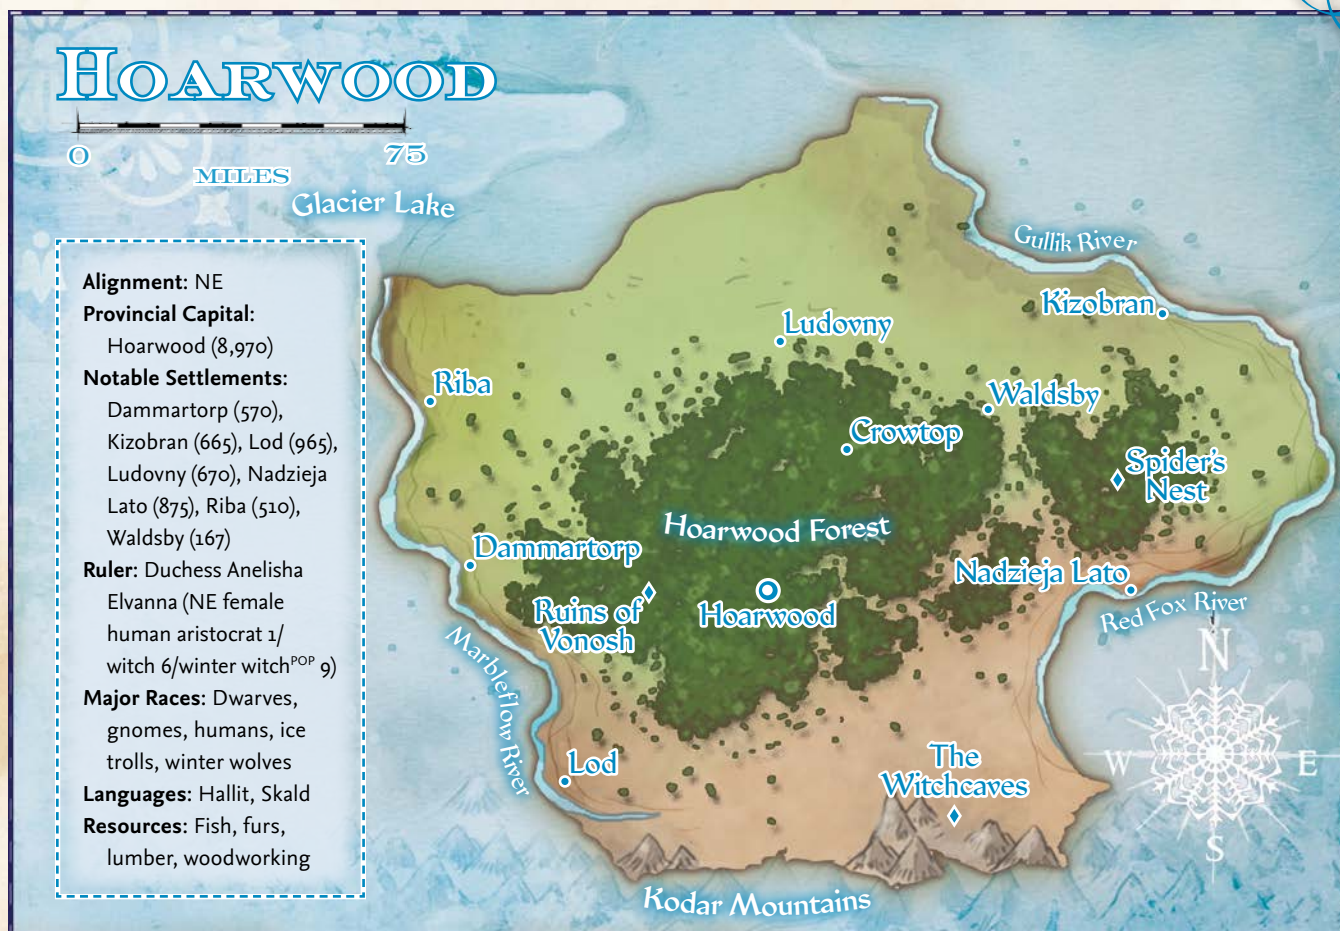 HOARWOOD
0 75
MILES
Glacier Lake
Alignment: NE
Provincial Capital:
Hoarwood (8,970)
Notable Settlements:
Dammartorp (570),
Kizobran (665), Lod (965),
Ludovny (670), Nadzieja
Lato (875), Riba (510),
Waldsby (167)
Ruler: Duchess Anelisha
Elvanna (NE female
human aristocrat 1/
witch 6/winter witchPOP 9)
Major Races: Dwarves,
gnomes, humans, ice
trolls, winter wolves
Languages: Hallit, Skald
Resources: Fish, furs,
lumber, woodworking
Gullik River
Kizobran
Ludovny
Riba
Waldsby
Crowtop
Spider's
Nest
Hoarwood Forest
Dammartorp
Nadzieja Lato
Ruins of
Vonosh
Hoarwood
Red Fox River
Marbleflow River
Lod
The
Witchcaves
Kodar Mountains
N
W E
S